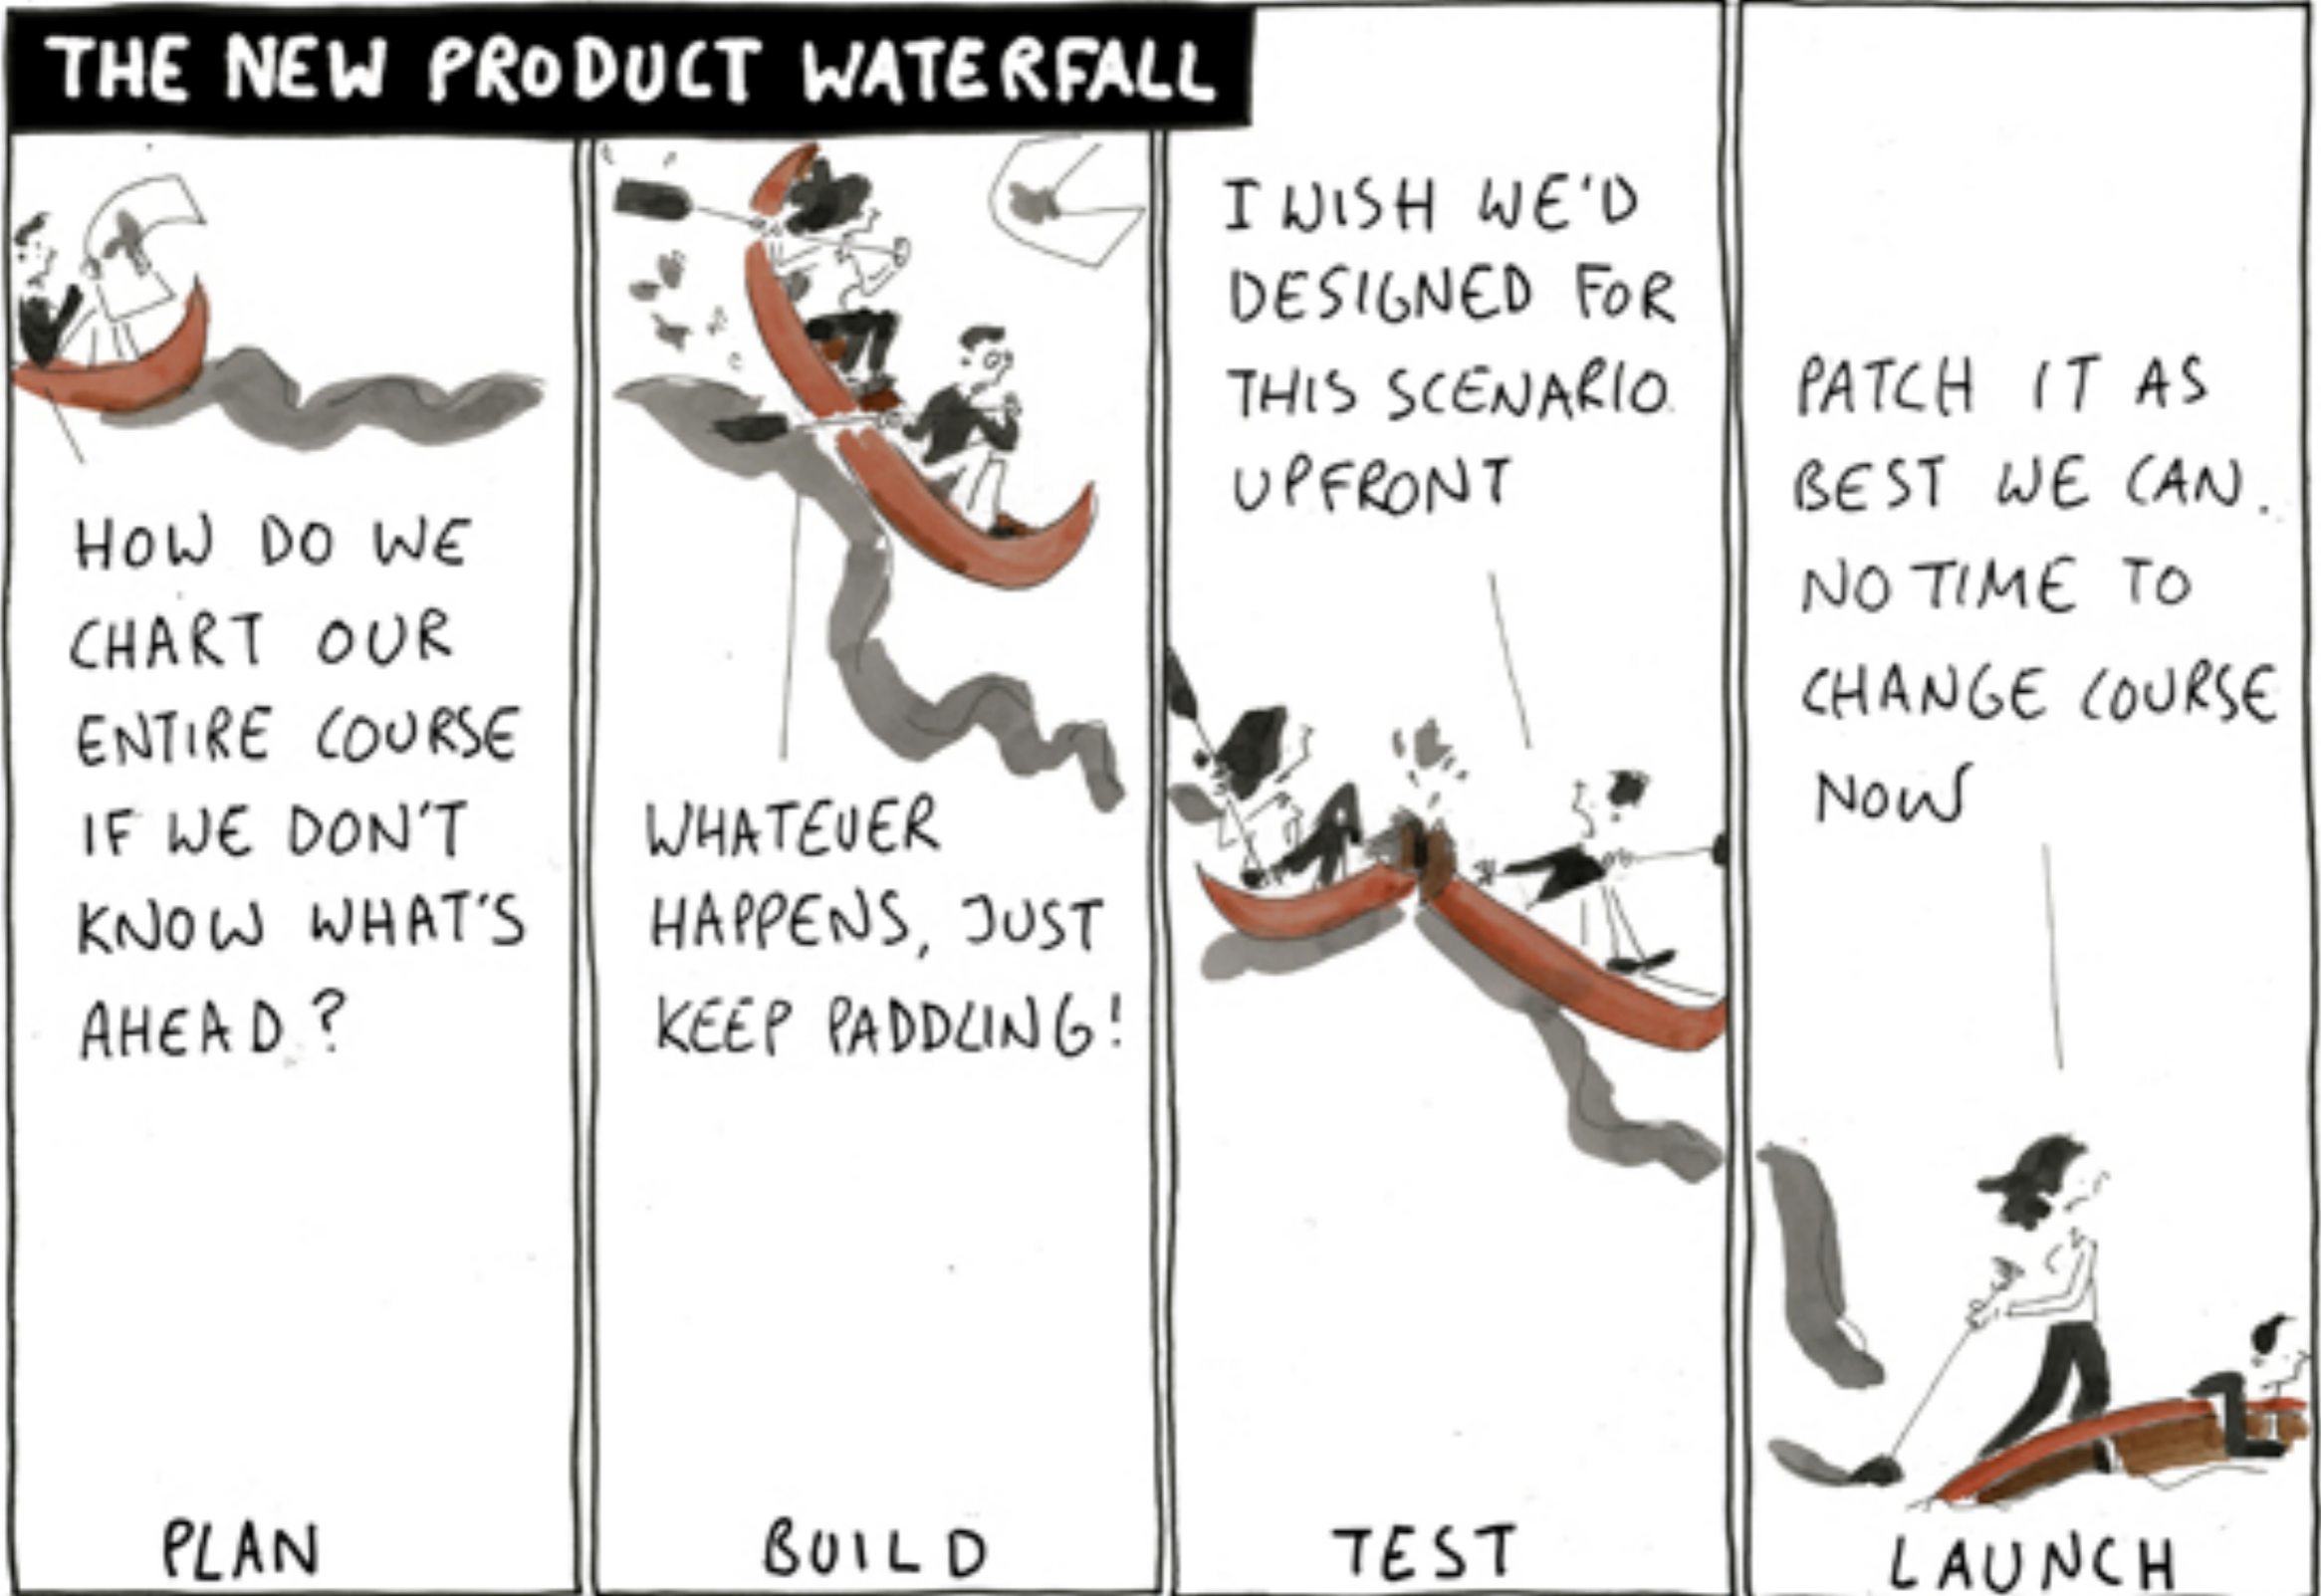 THE NEW PRODUCT WATERFALL
HOW DO WE
CHART OUR
ENTIRE COURSE
IF WE DON'T
KNOW WHAT'S
AHEAD?
PLAN
WHATEVER
HAPPENS, JUST
KEEP PADDLING!
BUILD
I WISH WE'D
DESIGNED FOR
THIS SCENARIO
UPFRONT
TEST
PATCH IT AS
BEST WE CAN.
NO TIME TO
CHANGE COURSE
NOW
LAUNCH